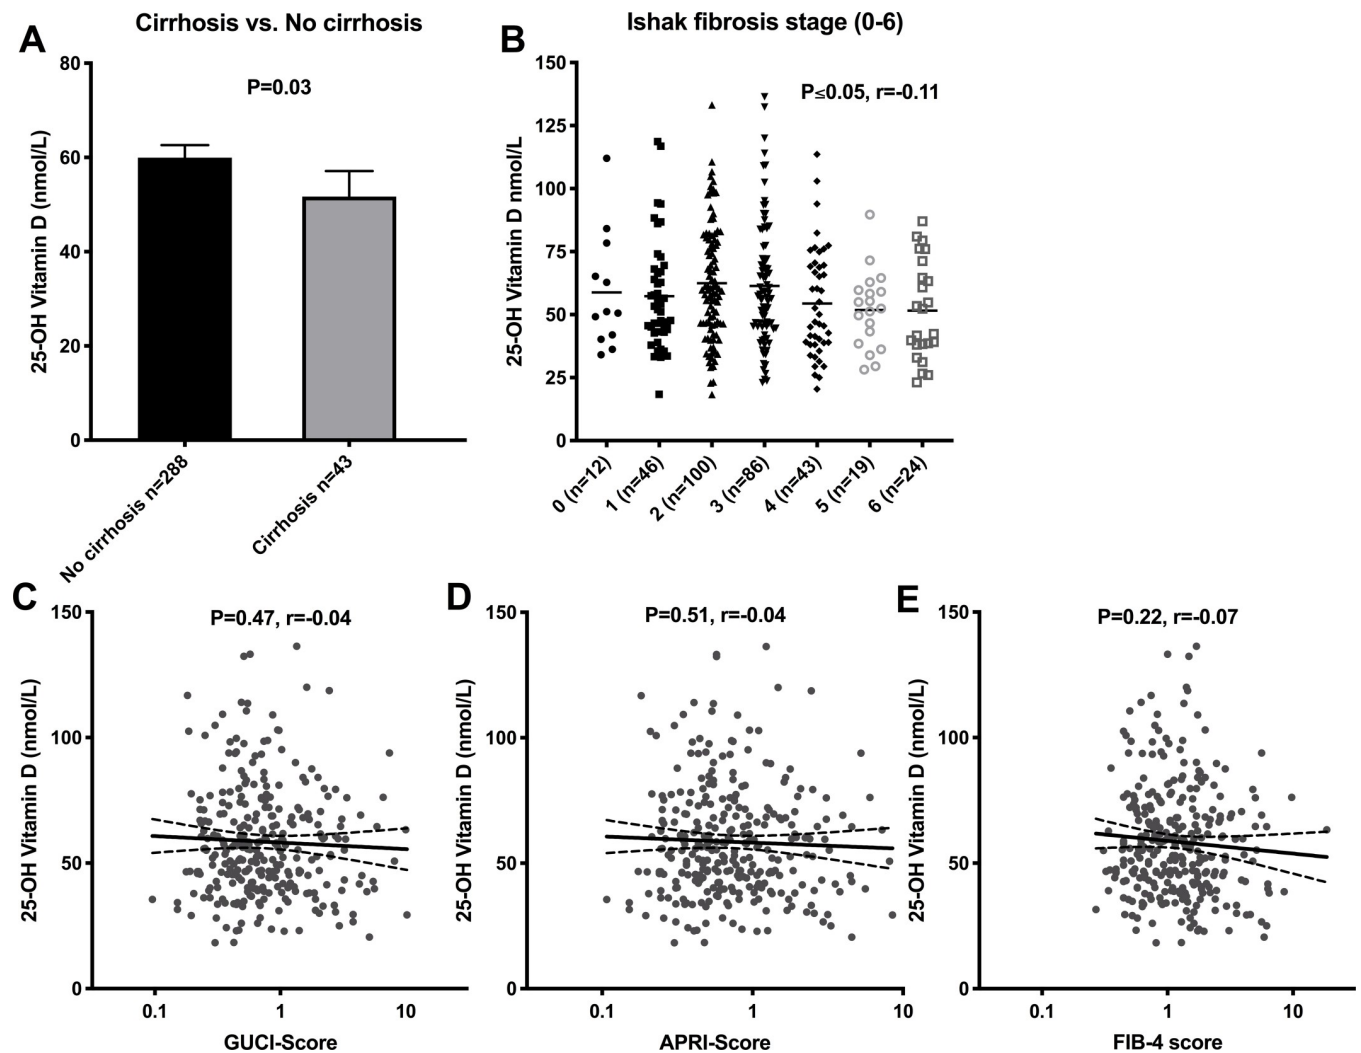 A
Cirrhosis vs. No cirrhosis
80
60
40
20
0
25-OH Vitamin D (nmol/L)
P=0.03
No cirrhosis n=288
Cirrhosis n=43
B
Ishak fibrosis stage (0-6)
150
125
100
75
50
25
0
25-OH Vitamin D nmol/L
P≤0.05, r=-0.11
0 (n=12)
1 (n=46)
2 (n=100)
3 (n=86)
4 (n=43)
5 (n=19)
6 (n=24)
C
150
100
50
0
25-OH Vitamin D (nmol/L)
P=0.47, r=-0.04
0.1
1
10
GUCI-Score
D
150
100
50
0
25-OH Vitamin D (nmol/L)
P=0.51, r=-0.04
0.1
1
10
APRI-Score
E
150
100
50
0
25-OH Vitamin D (nmol/L)
P=0.22, r=-0.07
0.1
1
10
FIB-4 score